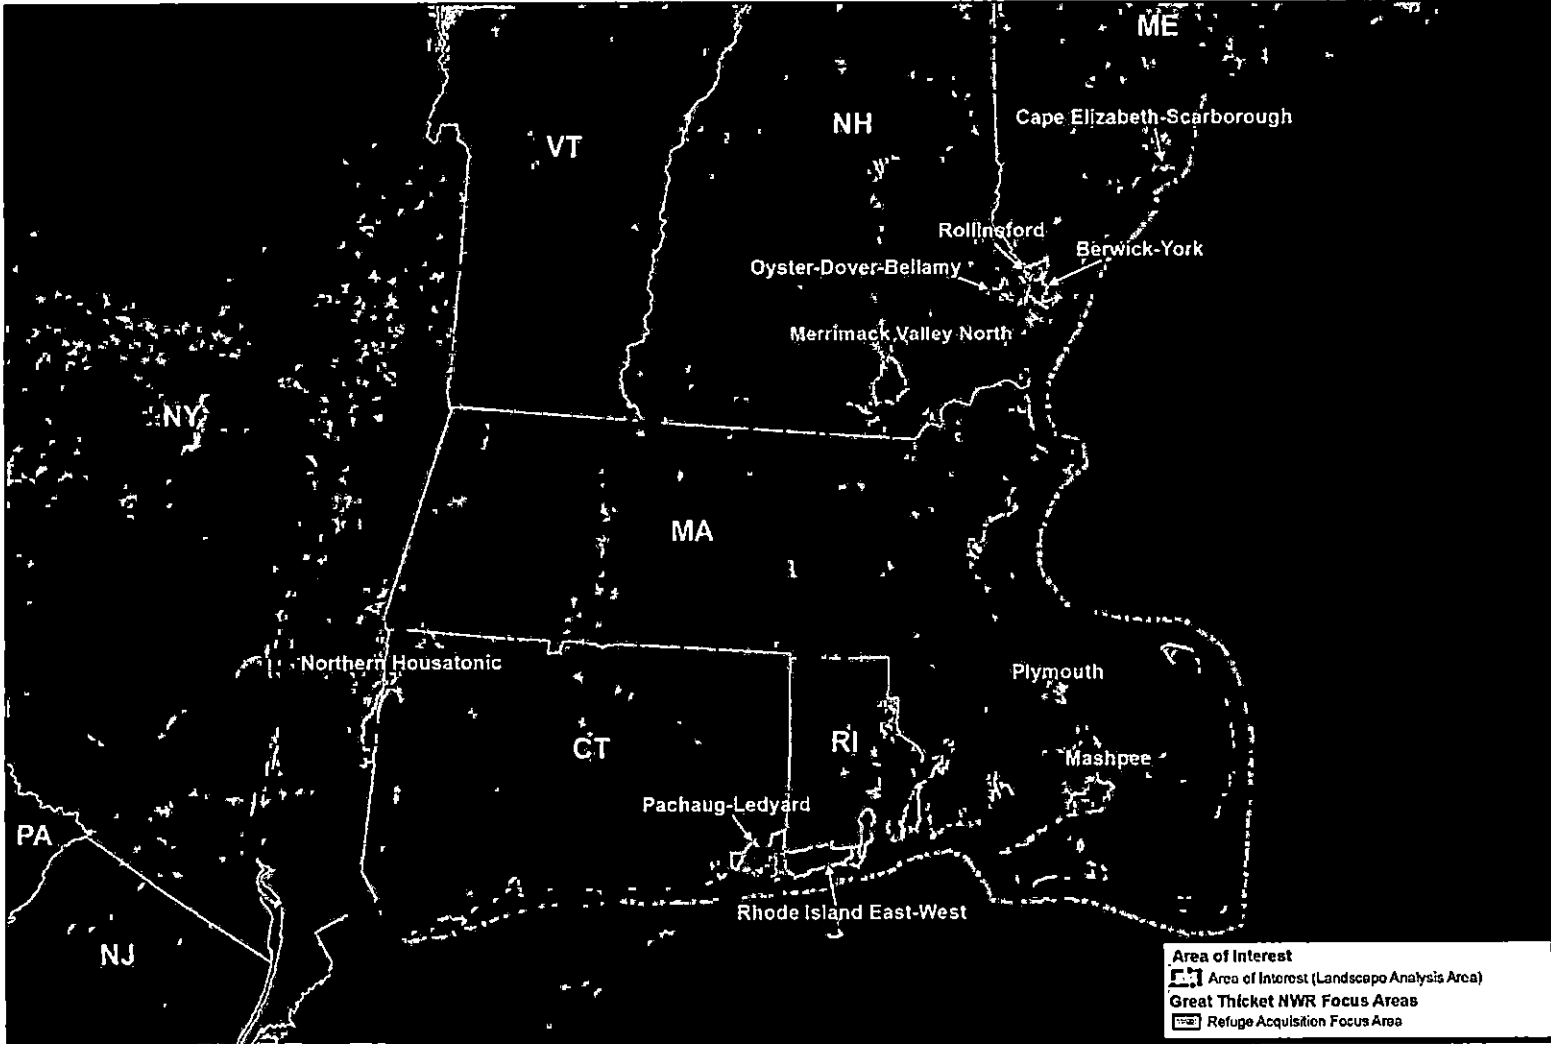 ME
Cape Elizabeth-Scarborough
NH
VT
Rollinsford
Berwick-York
Oyster-Dover-Bellamy
Merrimack Valley North
NY
MA
Northern Housatonic
Plymouth
CT
RI
Mashpee
Pachaug-Ledyard
PA
Rhode Island East-West
NJ
Area of Interest
Area of Interest (Landscape Analysis Area)
Great Thicket NWR Focus Areas
Refuge Acquisition Focus Area